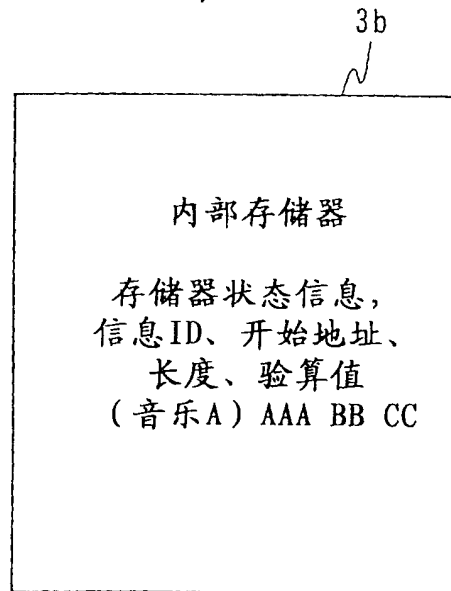 3b
内部存储器
存储器状态信息,
信息ID、开始地址、
长度、验算值
(音乐A) AAA BB CC